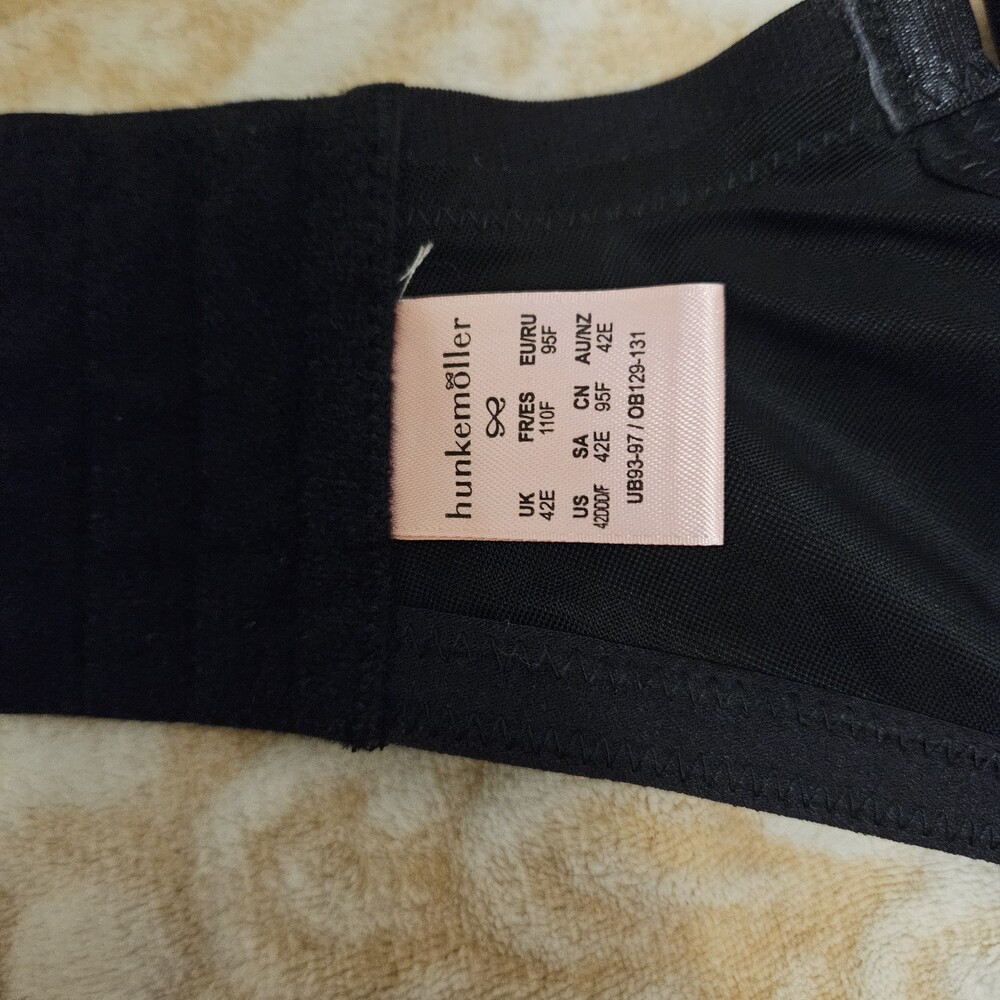 hunkemöller
UK FR/ES EU/RU
42E 110F 95F
US SA CN AU/NZ
42DDD/F 42E 95F 42E
UB93-97 / OB129-131